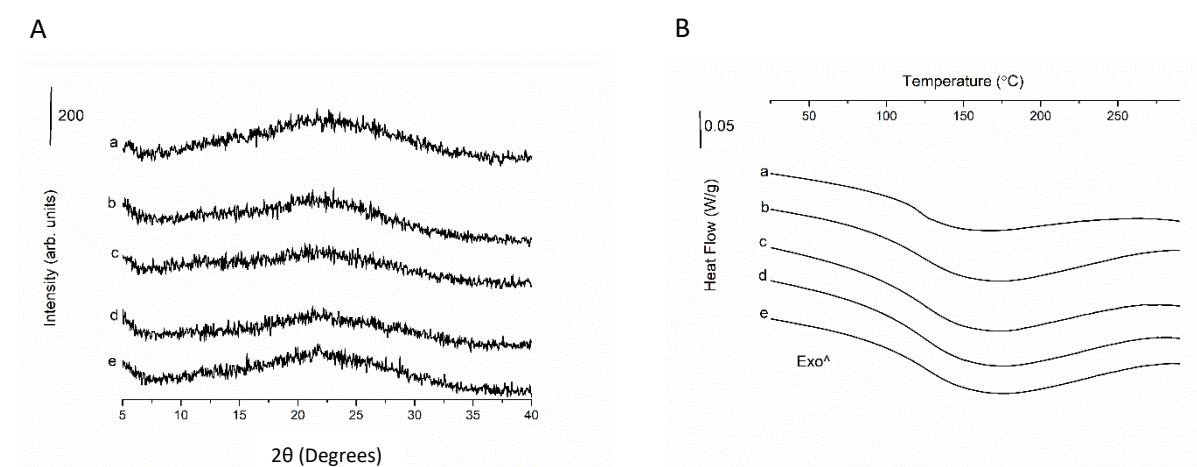 A
200
Intensity (arb. units)
a
b
c
d
e
5 10 15 20 25 30 35 40
2θ (Degrees)
B
Temperature (°C)
50 100 150 200 250
0.05
Heat Flow (W/g)
a
b
c
d
e
Exo^